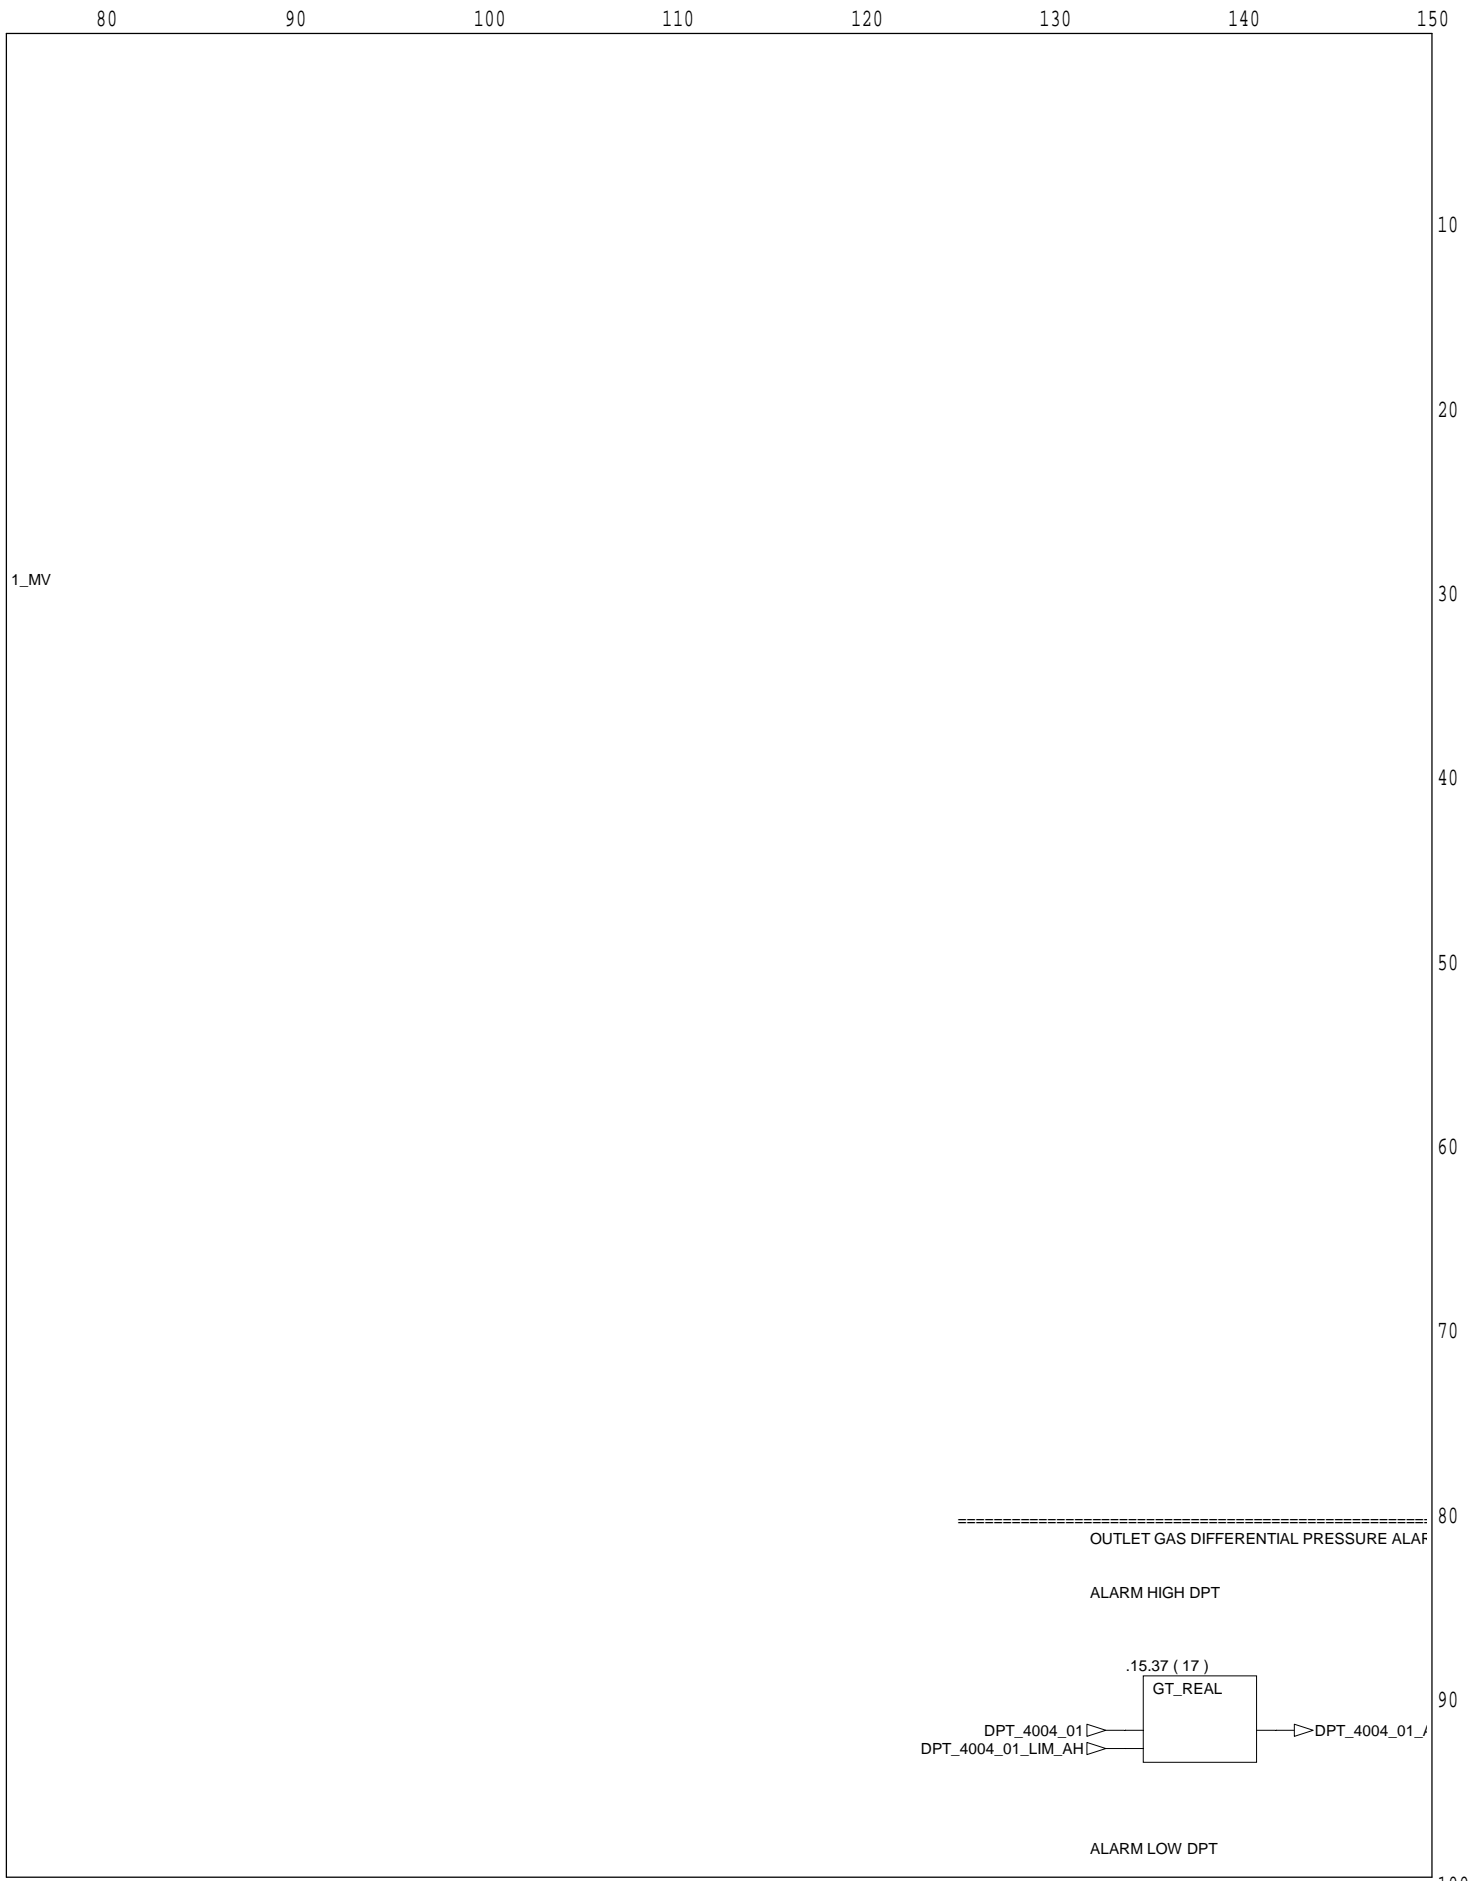 80 90 100 110 120 130 140 150
10
20
1_MV
30
40
50
60
70
80
================================================
OUTLET GAS DIFFERENTIAL PRESSURE
ALARM HIGH DPT
.15.37 ( 17 )
GT_REAL
90
DPT_4004_01 DPT_4004_01_A
DPT_4004_01_LIM_AH
ALARM LOW DPT